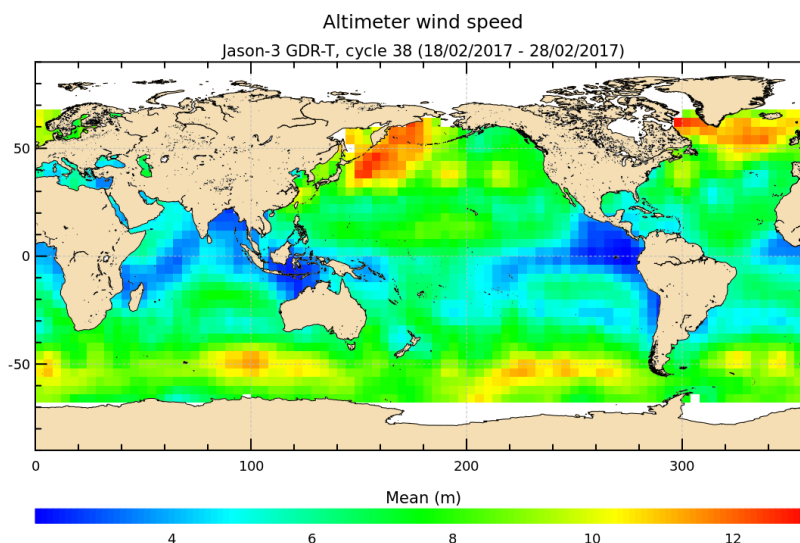 Altimeter wind speed
Jason-3 GDR-T, cycle 38 (18/02/2017 - 28/02/2017)
50
0
-50
0 100 200 300
Mean (m)
4 6 8 10 12